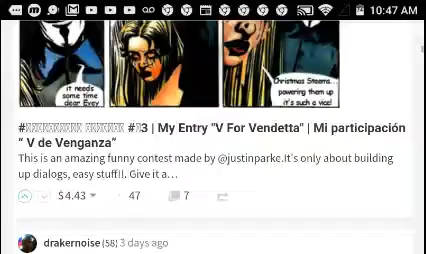 10:47 AM
it needs
some time
dear Evey
Christmas Steems...
powering them up
it's such a vice!
#3 | My Entry "V For Vendetta" | Mi participación
“ V de Venganza”
This is an amazing funny contest made by @justinparke.It's only about building
up dialogs, easy stuff!!. Give it a...
$4.43 47 7
drakernoise (58) 3 days ago